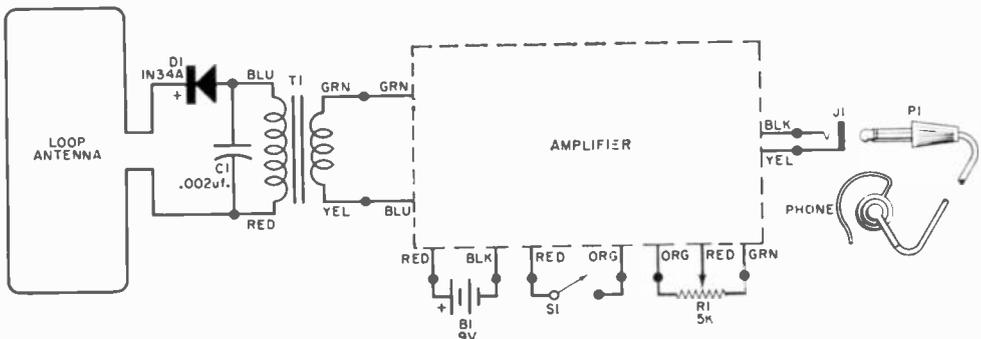 D1
1N34A
+
BLU
T1
GRN
GRN
LOOP
ANTENNA
C1
.002uf.
RED
YEL
BLU
AMPLIFIER
BLK
YEL
J1
P1
PHONE
RED
BLK
RED
ORG
ORG
RED
GRN
+
B1
9V
S1
R1
5K